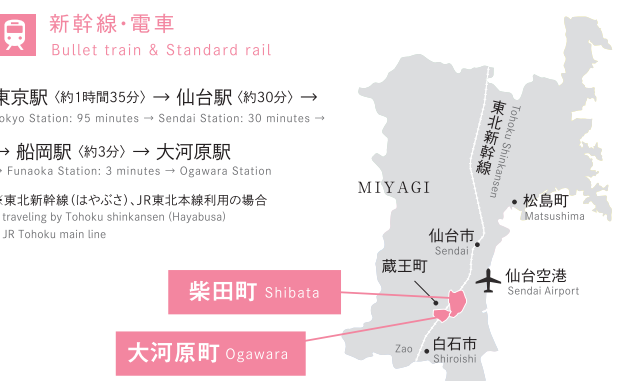 新幹線・電車
Bullet train & Standard rail
東京駅〈約1時間35分〉→ 仙台駅〈約30分〉→
okyo Station: 95 minutes → Sendai Station: 30 minutes →
→ 船岡駅〈約3分〉→ 大河原駅
Funaoka Station: 3 minutes → Ogawara Station
※東北新幹線(はやぶさ)、JR東北本線利用の場合
traveling by Tohoku shinkansen (Hayabusa)
JR Tohoku main line
東北新幹線
Tohoku Shinkansen
MIYAGI
松島町
Matsushima
仙台市
Sendai
蔵王町
仙台空港
Sendai Airport
柴田町 Shibata
大河原町 Ogawara
Zao
白石市
Shiroishi